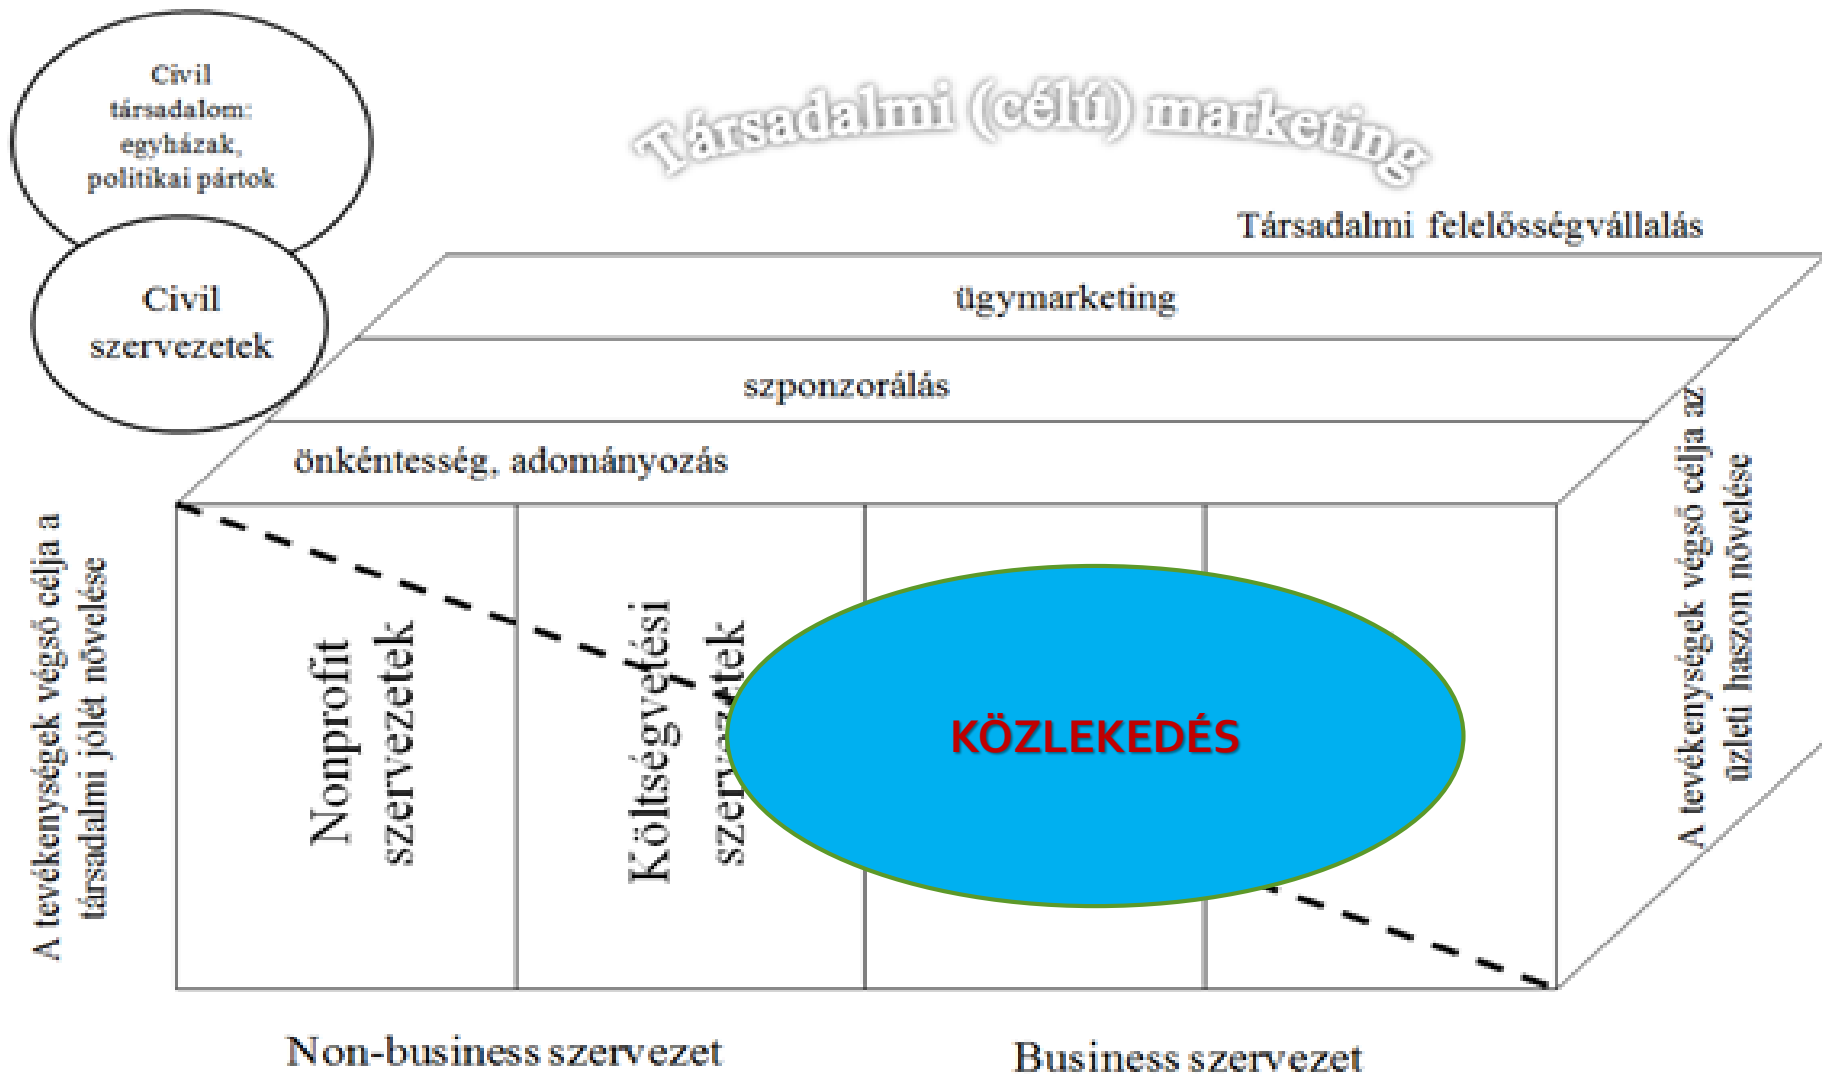 Civil
társadalom:
egyházak,
politikai pártok
Társadalmi (célú) marketing
Társadalmi felelősségvállalás
Civil
szervezetek
ügymarketing
szponzorálás
önkéntesség, adományozás
A tevékenységek végső célja a
társadalmi jólét növelése
Nonprofit
szervezetek
Költségvetési
szervezetek
KÖZLEKEDÉS
A tevékenységek végső célja az
üzleti haszon növelése
Non-business szervezet
Business szervezet